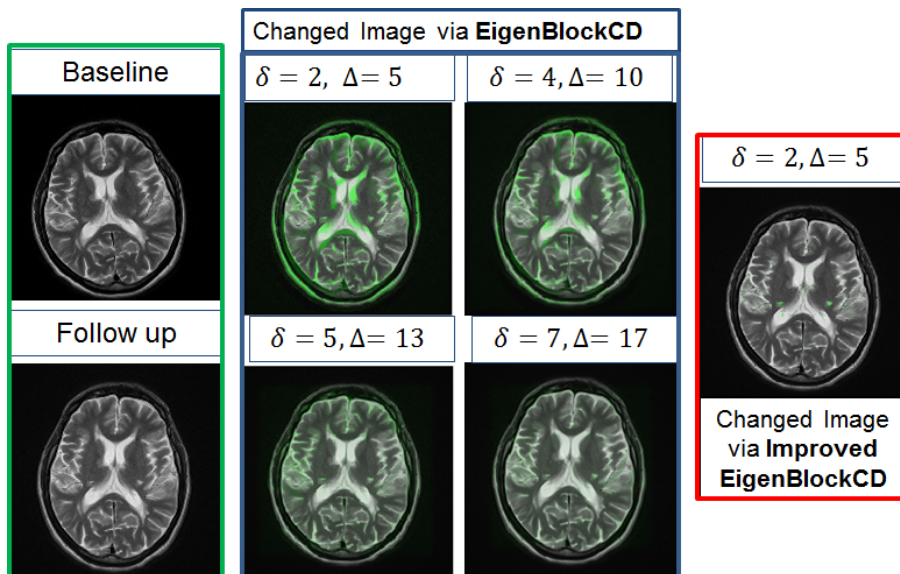 Changed Image via EigenBlockCD
Baseline
δ = 2, Δ= 5
δ = 4, Δ= 10
Follow up
δ = 5, Δ= 13
δ = 7, Δ= 17
δ = 2, Δ= 5
Changed Image
via Improved
EigenBlockCD